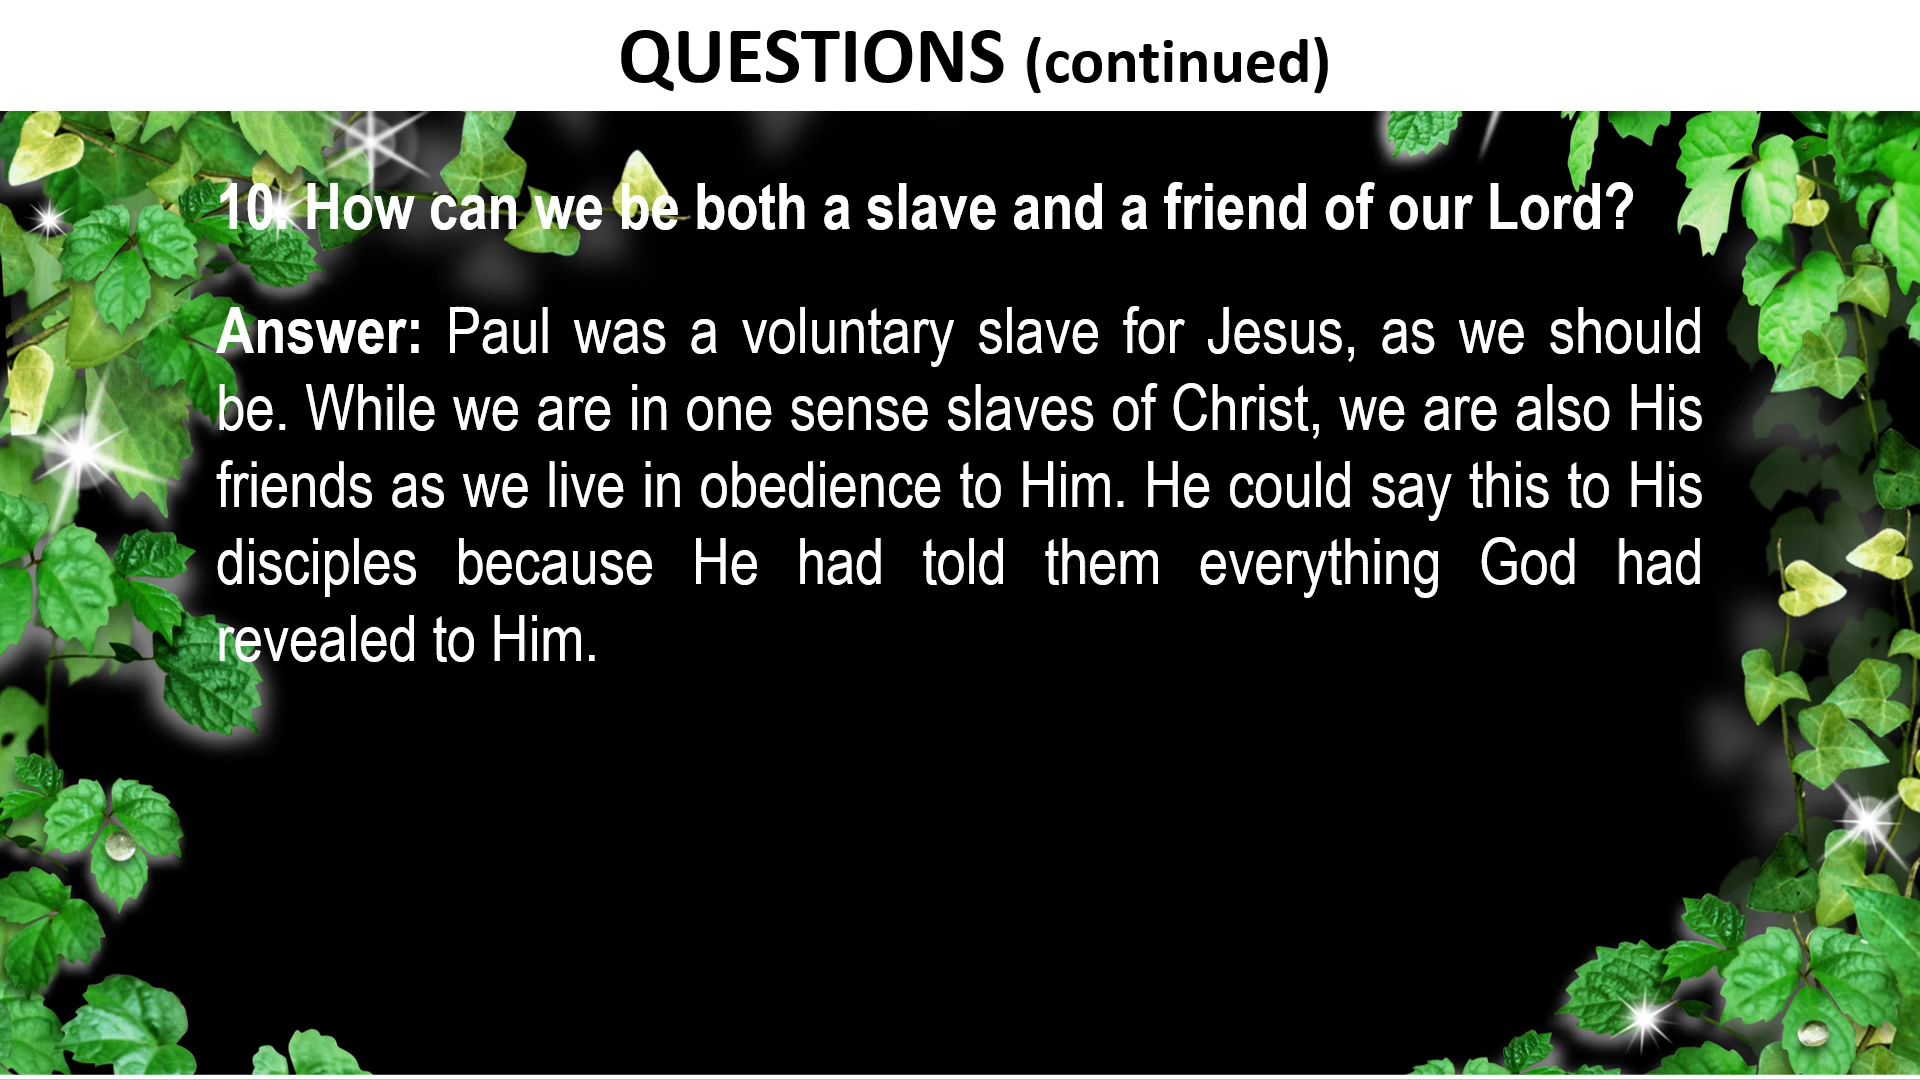 QUESTIONS (continued)
10. How can we be both a slave and a friend of our Lord?
Answer: Paul was a voluntary slave for Jesus, as we should
be. While we are in one sense slaves of Christ, we are also His
friends as we live in obedience to Him. He could say this to His
disciples because He had told them everything God had
revealed to Him.